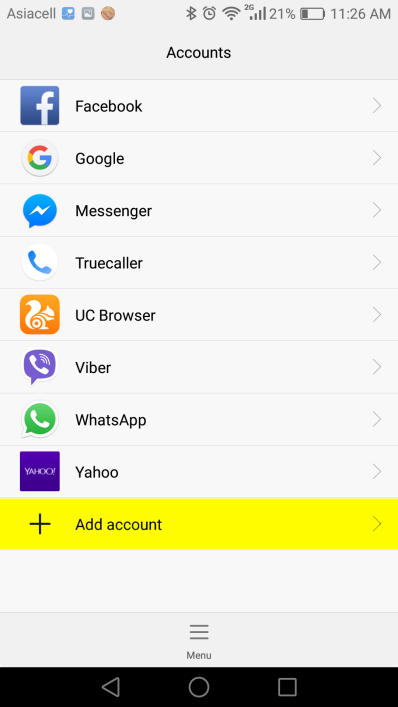 Asiacell 2G 21% 11:26 AM
Accounts
Facebook
Google
Messenger
Truecaller
UC Browser
Viber
WhatsApp
YAHOO! Yahoo
Add account
Menu